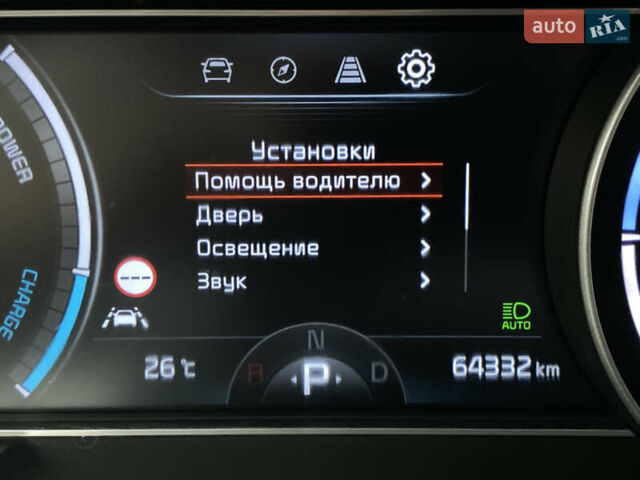 auto RIA.com
POWER
Установки
Помощь водителю
Дверь
Освещение
Звук
CHARGE
---
AUTO
N
26 °C
R P D
64332 km